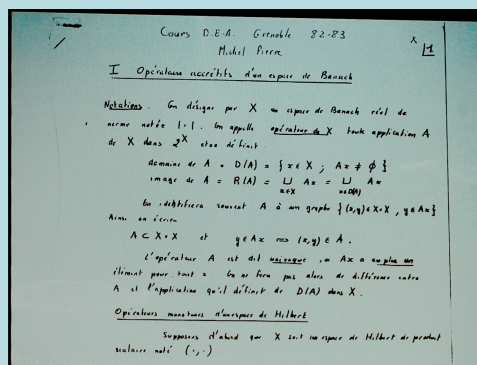 Cours D.E.A. Grenoble 82-83
Michel Pierre
1
I Opérateurs accrétifs d'un espace de Banach
Notations. On désigne par X un espace de Banach réel de
norme notée |·|. On appelle opérateur de X toute application A
de X dans 2^X et on définit :
domaine de A = D(A) = { x ∈ X ; Ax ≠ ∅ }
image de A = R(A) = ∪_{x∈X} Ax = ∪_{x∈D(A)} Ax
On identifiera souvent A à son graphe { (x,y) ∈ X×X , y ∈ Ax }
Ainsi on écrira
A ⊂ X×X et y ∈ Ax ⟺ (x,y) ∈ A.
L'opérateur A est dit univoque si Ax a au plus un
élément pour tout x On ne fera pas alors de différence entre
A et l'application qu'il définit de D(A) dans X.
Opérateurs monotones d'un espace de Hilbert
Supposons d'abord que X soit un espace de Hilbert de produit
scalaire noté (·,·).